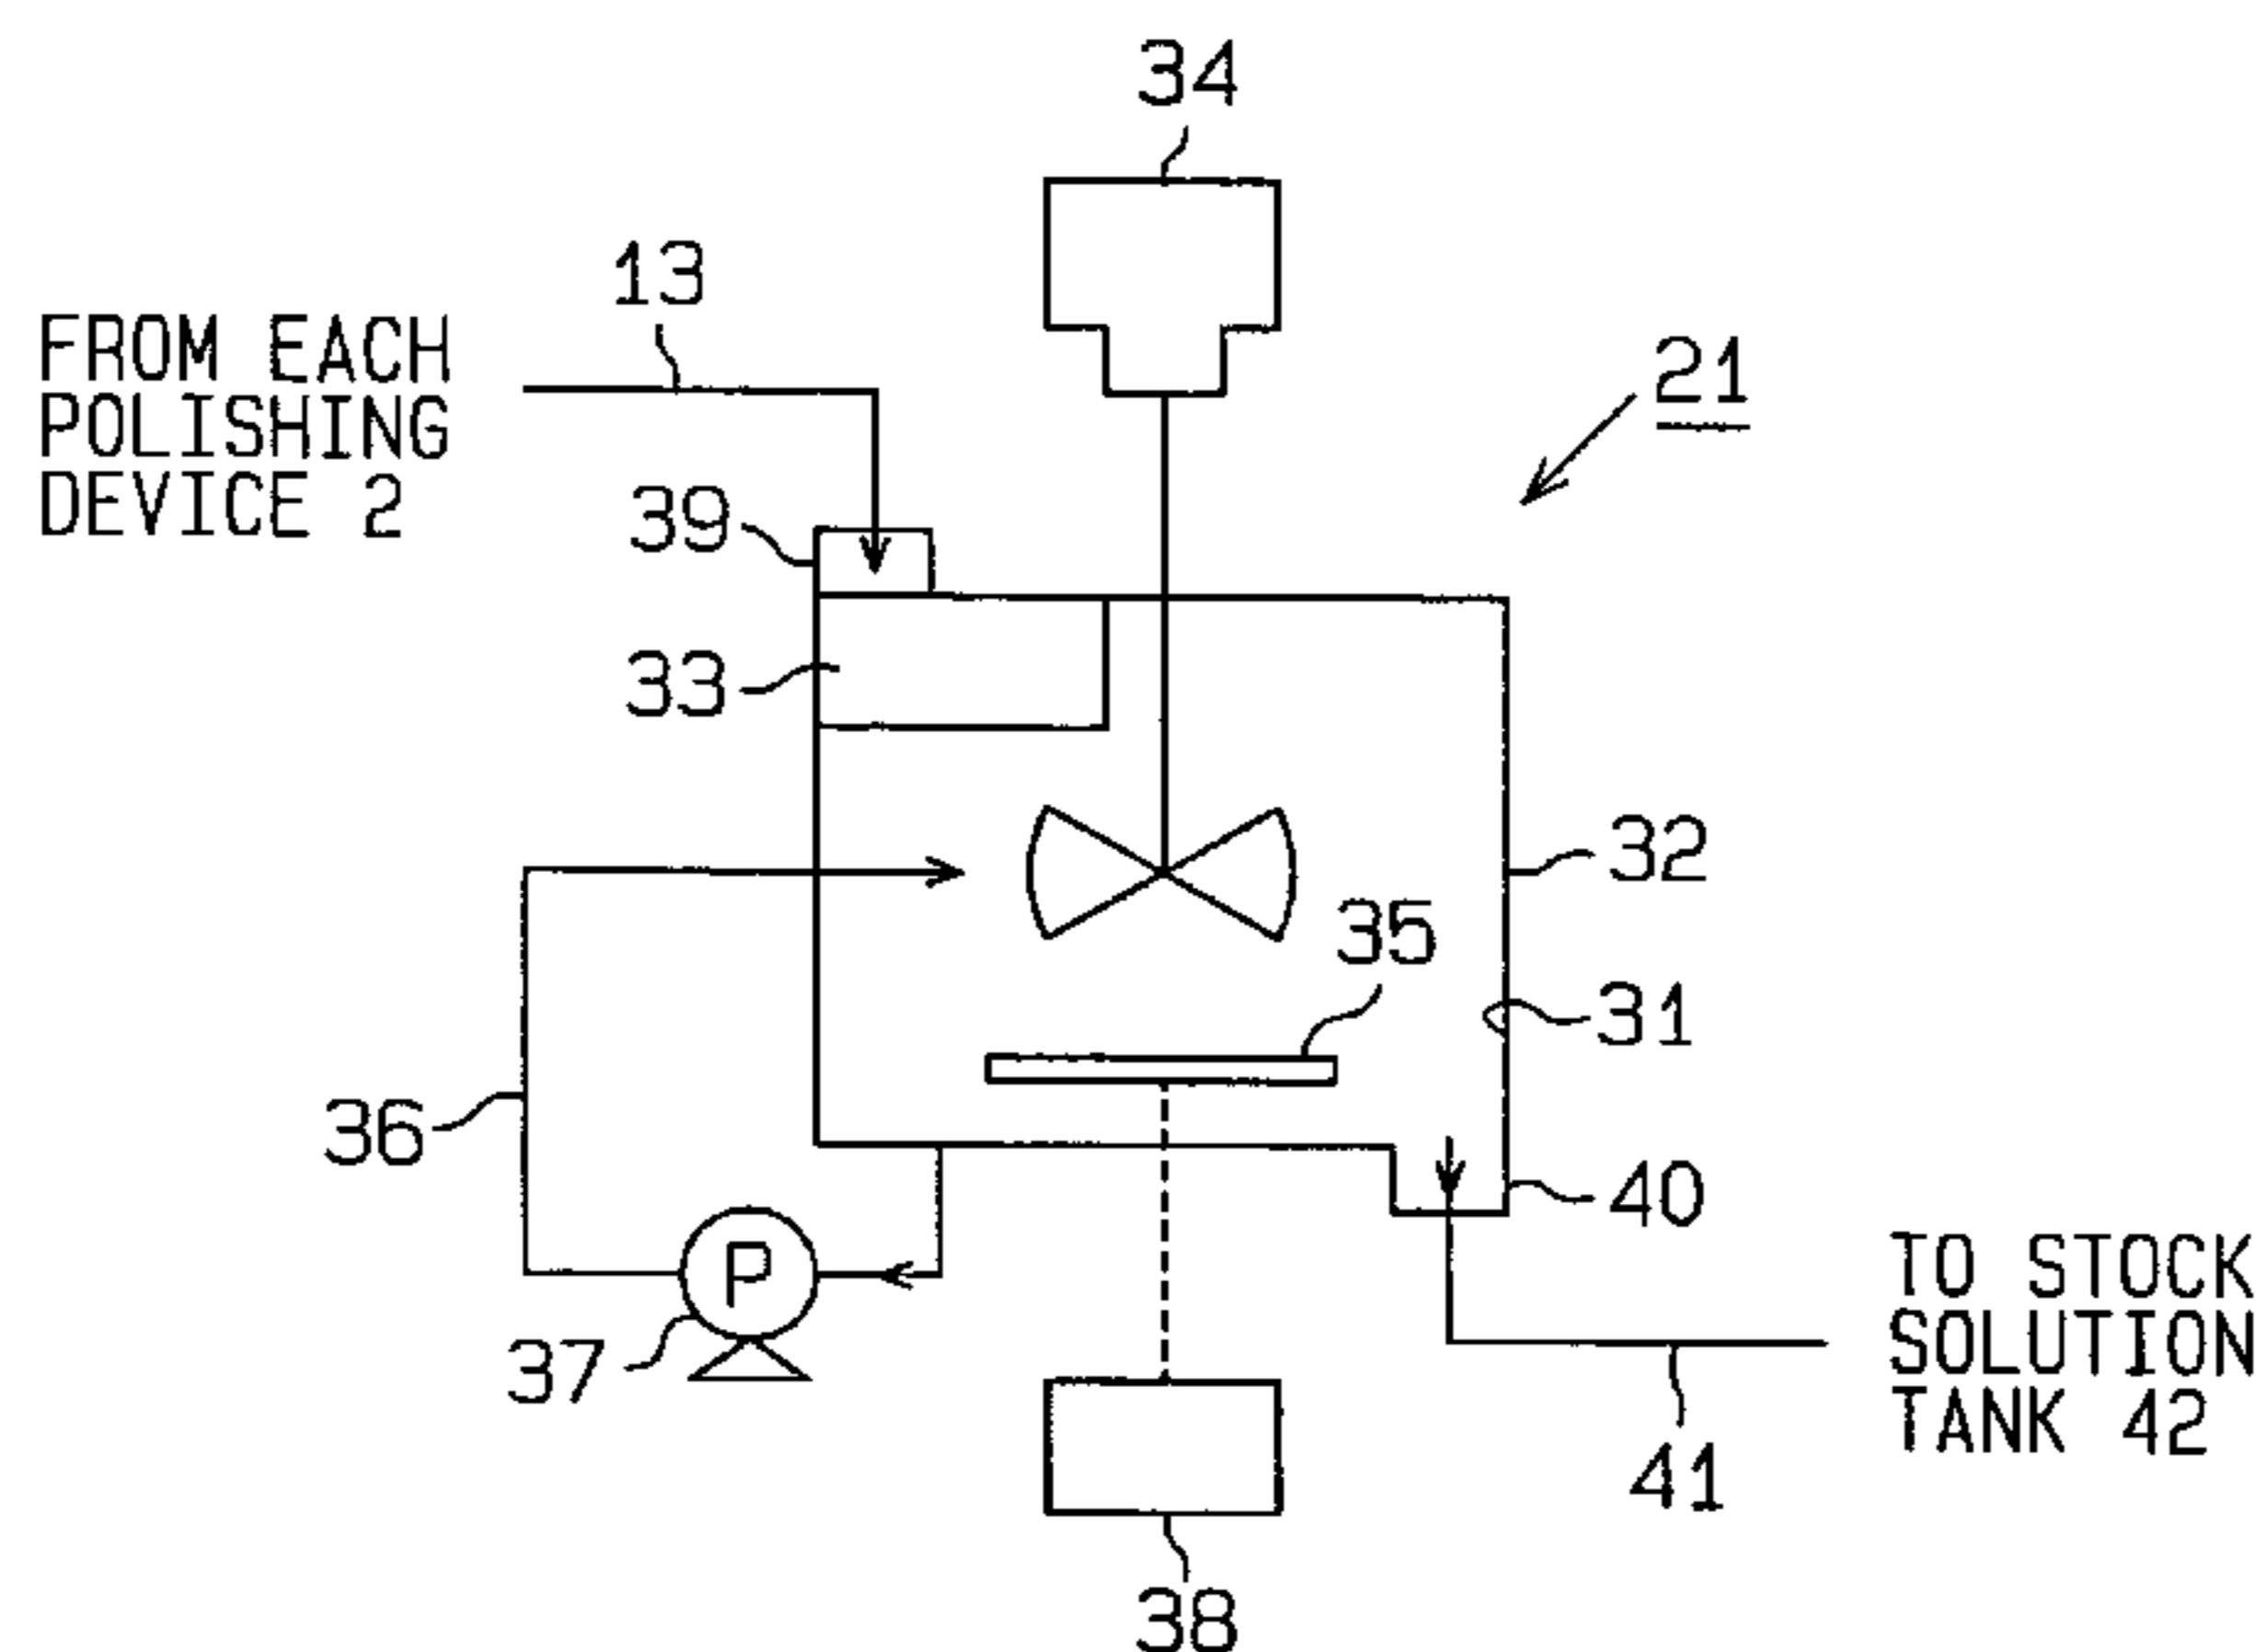 34
13
FROM EACH
POLISHING
DEVICE 2
21
39
33
32
35
31
36
40
P
37
TO STOCK
SOLUTION
TANK 42
41
38